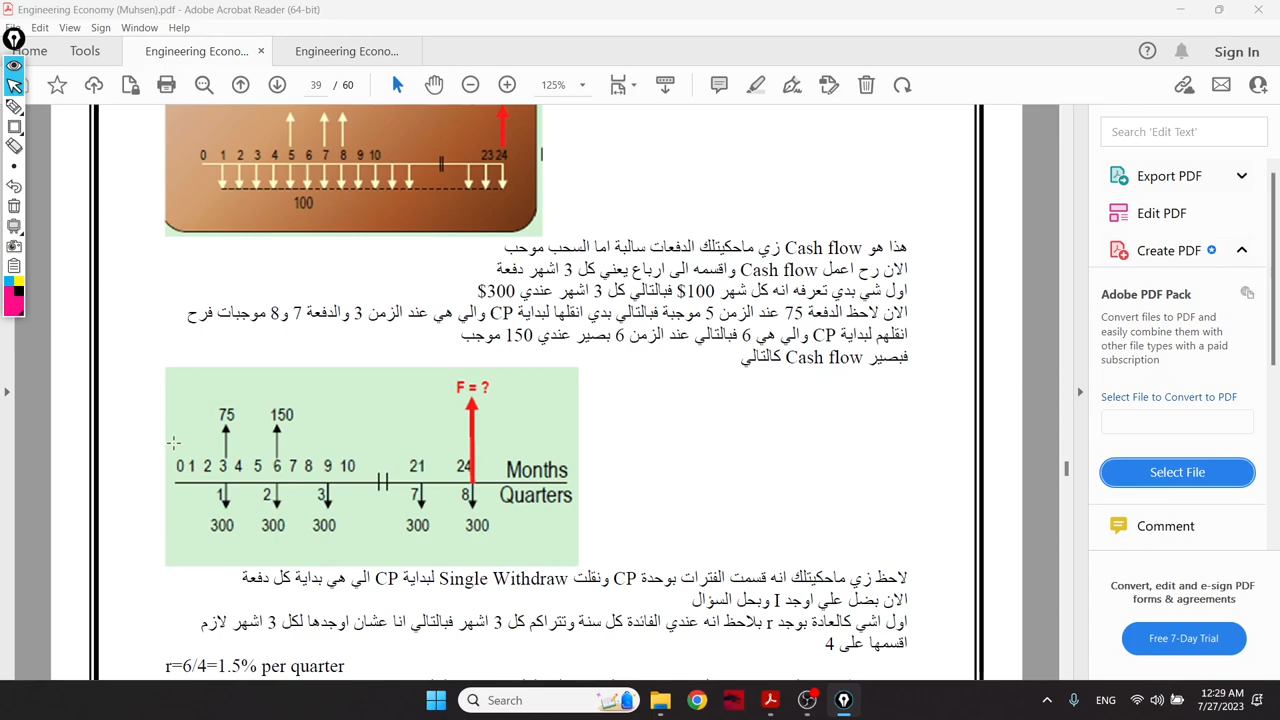 Engineering Economy (Muhsen).pdf - Adobe Acrobat Reader (64-bit)
File Edit View Sign Window Help
Home Tools Engineering Econo... × Engineering Econo... Sign In
39 / 60 125%
0 1 2 3 4 5 6 7 8 9 10 23 24
100
هذا هو Cash flow زي ماحكيتلك الدفعات سالبة اما السحب موجب
الان رح اعمل Cash flow واقسمه الى ارباع يعني كل 3 اشهر دفعة
اول شي بدي تعرفه انه كل شهر 100$ فبالتالي كل 3 اشهر عندي 300$
الان لاحظ الدفعة 75 عند الزمن 5 موجبة فبالتالي بدي انقلها لبداية CP والي هي عند الزمن 3 والدفعة 7 و8 موجبات فرح
انقلهم لبداية CP والي هي 6 فبالتالي عند الزمن 6 بصير عندي 150 موجب
فبصير Cash flow كالتالي
F = ?
75 150
0 1 2 3 4 5 6 7 8 9 10 21 24 Months
1 2 3 7 8 Quarters
300 300 300 300 300
لاحظ زي ماحكيتلك انه قسمت الفترات بوحدة CP ونقلت Single Withdraw لبداية CP الي هي بداية كل دفعة
الان بضل علي اوجد I وبحل السؤال
اول اشي كالعادة بوجد r بلاحظ انه عندي الفائدة كل سنة وتتراكم كل 3 اشهر فبالتالي انا عشان اوجدها لكل 3 اشهر لازم
اقسمها على 4
r=6/4=1.5% per quarter
Search 'Edit Text'
Export PDF
Edit PDF
Create PDF
Adobe PDF Pack
Convert files to PDF and
easily combine them with
other file types with a paid
subscription
Select File to Convert to PDF
Select File
Comment
Convert, edit and e-sign PDF
forms & agreements
Free 7-Day Trial
Search
ENG
12:29 AM
7/27/2023